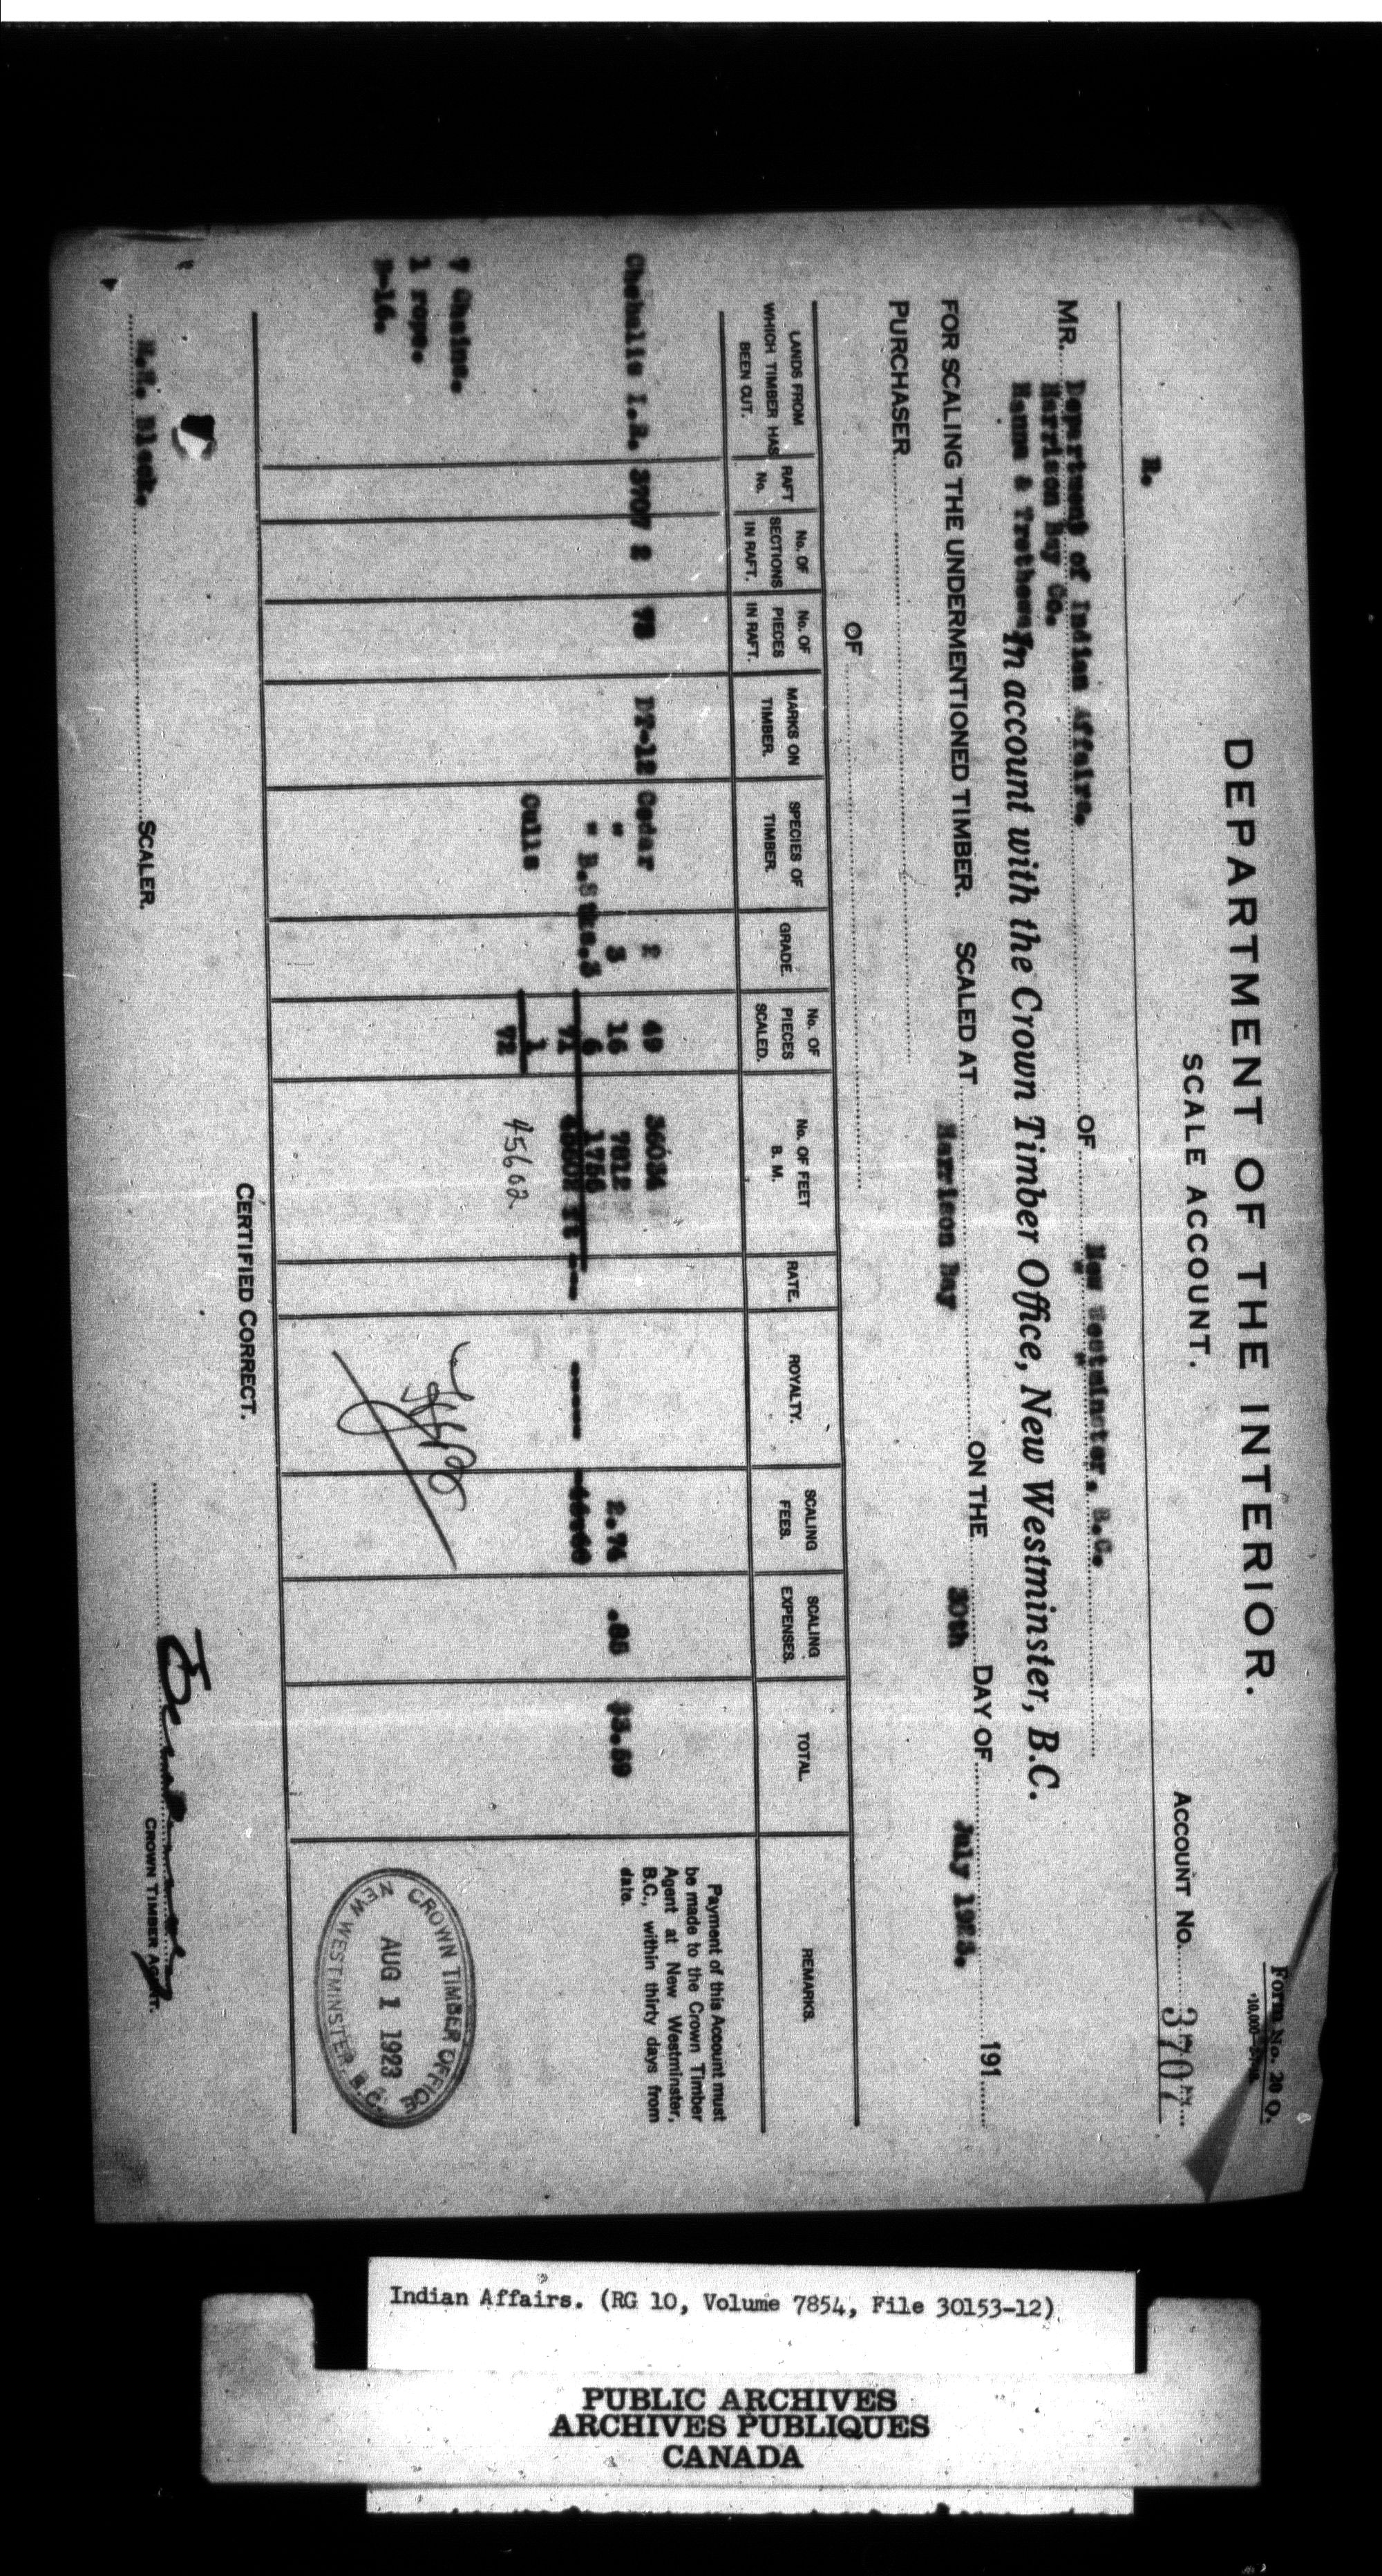 Form No. 20 Q.
DEPARTMENT OF THE INTERIOR.
SCALE ACCOUNT.
ACCOUNT No. 3707
MR. Department of Indian Affairs. OF New Westminster, B.C.
Harrison Bay Co. "
In account with the Crown Timber Office, New Westminster, B.C.
FOR SCALING THE UNDERMENTIONED TIMBER. SCALED AT Harrison Bay ON THE 30th DAY OF July 1923. 191
PURCHASER OF
LANDS FROM WHICH TIMBER HAS BEEN CUT. RAFT No. No. OF SECTIONS IN RAFT. No. OF PIECES IN RAFT. MARKS ON TIMBER. SPECIES OF TIMBER. GRADE. No. OF PIECES SCALED. No. OF FEET B. M. RATE. ROYALTY. SCALING FEES. SCALING EXPENSES. TOTAL. REMARKS.
Chehalis I.R. 3707 2 72 DT-12 Cedar 2 49 36034
" 3 16 7812 2.74 .85 $3.59
" 6 1756
71 45602
Culls 1
72 45602
7 Chains.
1 rope.
Payment of this Account must
be made to the Crown Timber
Agent at New Westminster,
B.C., within thirty days from
date.
CROWN TIMBER OFFICE
AUG 1 1923
NEW WESTMINSTER, B.C.
CERTIFIED CORRECT.
SCALER.
CROWN TIMBER AGENT.
Indian Affairs. (RG 10, Volume 7854, File 30153-12)
PUBLIC ARCHIVES
ARCHIVES PUBLIQUES
CANADA